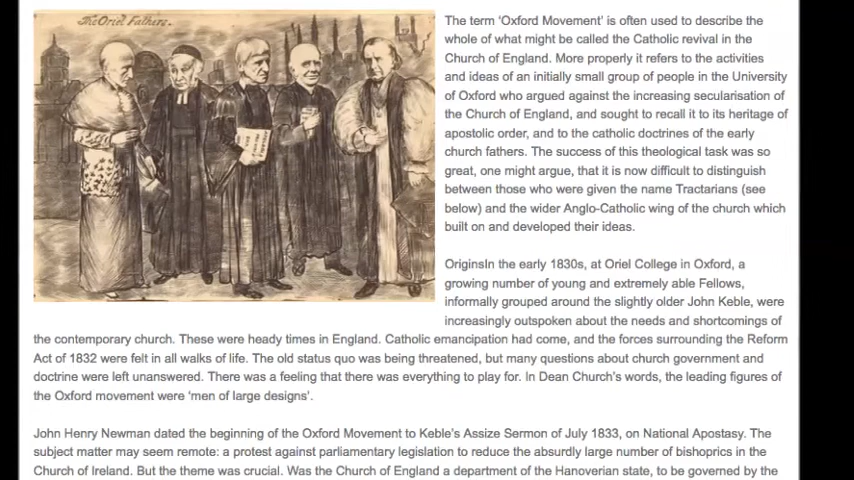 The Oriel Fathers.
The term ‘Oxford Movement’ is often used to describe the
whole of what might be called the Catholic revival in the
Church of England. More properly it refers to the activities
and ideas of an initially small group of people in the University
of Oxford who argued against the increasing secularisation of
the Church of England, and sought to recall it to its heritage of
apostolic order, and to the catholic doctrines of the early
church fathers. The success of this theological task was so
great, one might argue, that it is now difficult to distinguish
between those who were given the name Tractarians (see
below) and the wider Anglo-Catholic wing of the church which
built on and developed their ideas.
OriginsIn the early 1830s, at Oriel College in Oxford, a
growing number of young and extremely able Fellows,
informally grouped around the slightly older John Keble, were
increasingly outspoken about the needs and shortcomings of
the contemporary church. These were heady times in England. Catholic emancipation had come, and the forces surrounding the Reform
Act of 1832 were felt in all walks of life. The old status quo was being threatened, but many questions about church government and
doctrine were left unanswered. There was a feeling that there was everything to play for. In Dean Church’s words, the leading figures of
the Oxford movement were ‘men of large designs’.
John Henry Newman dated the beginning of the Oxford Movement to Keble’s Assize Sermon of July 1833, on National Apostasy. The
subject matter may seem remote: a protest against parliamentary legislation to reduce the absurdly large number of bishoprics in the
Church of Ireland. But the theme was crucial. Was the Church of England a department of the Hanoverian state, to be governed by the